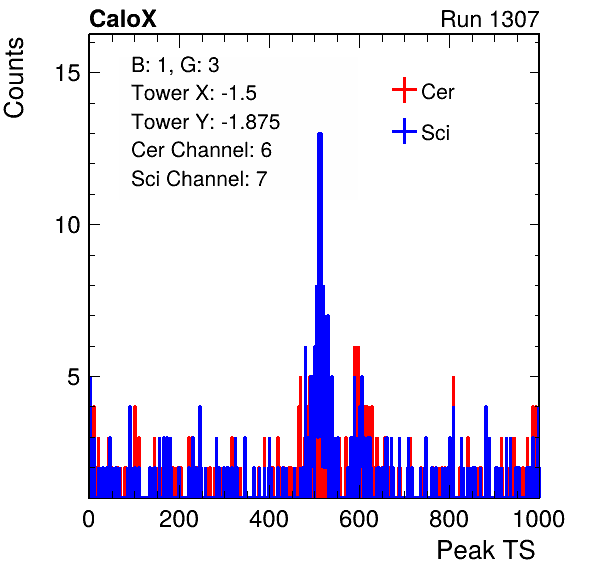 CaloX Run 1307
Counts
B: 1, G: 3
Tower X: -1.5
Tower Y: -1.875
Cer Channel: 6
Sci Channel: 7
Cer
Sci
15
10
5
0 200 400 600 800 1000
Peak TS